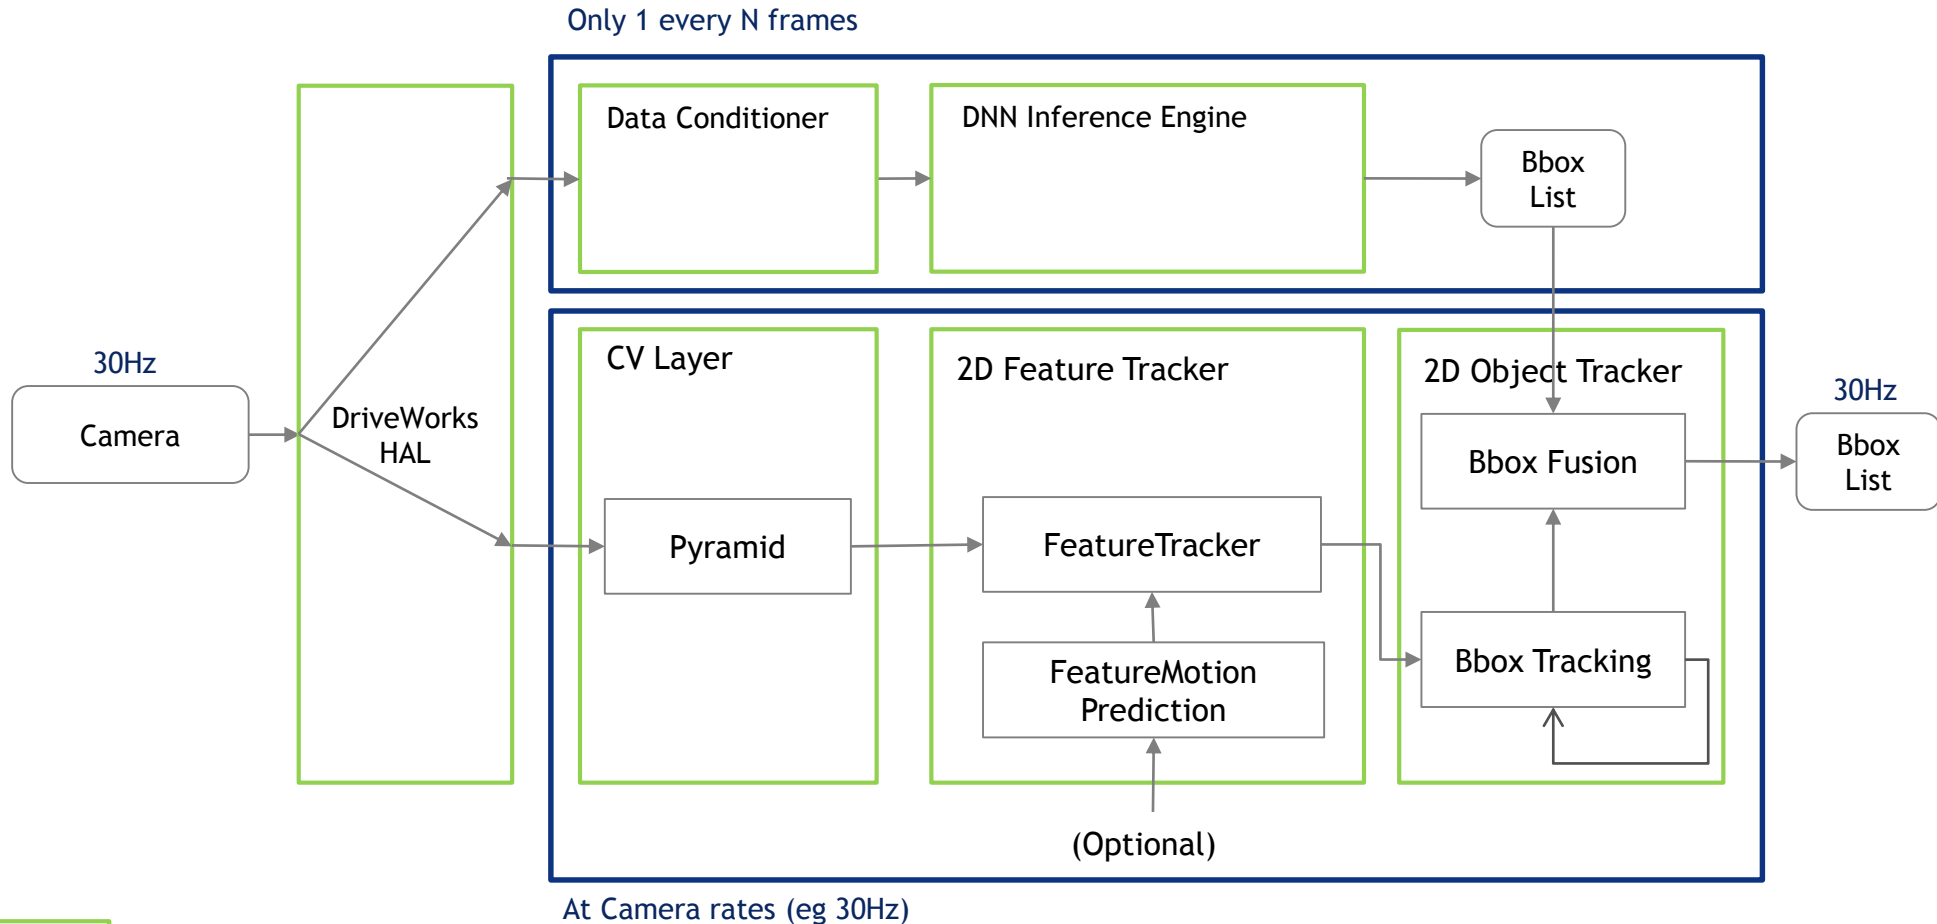 Only 1 every N frames
Data Conditioner
DNN Inference Engine
Bbox
List
30Hz
Camera
DriveWorks
HAL
CV Layer
Pyramid
2D Feature Tracker
FeatureTracker
FeatureMotion
Prediction
(Optional)
2D Object Tracker
Bbox Fusion
Bbox Tracking
30Hz
Bbox
List
At Camera rates (eg 30Hz)